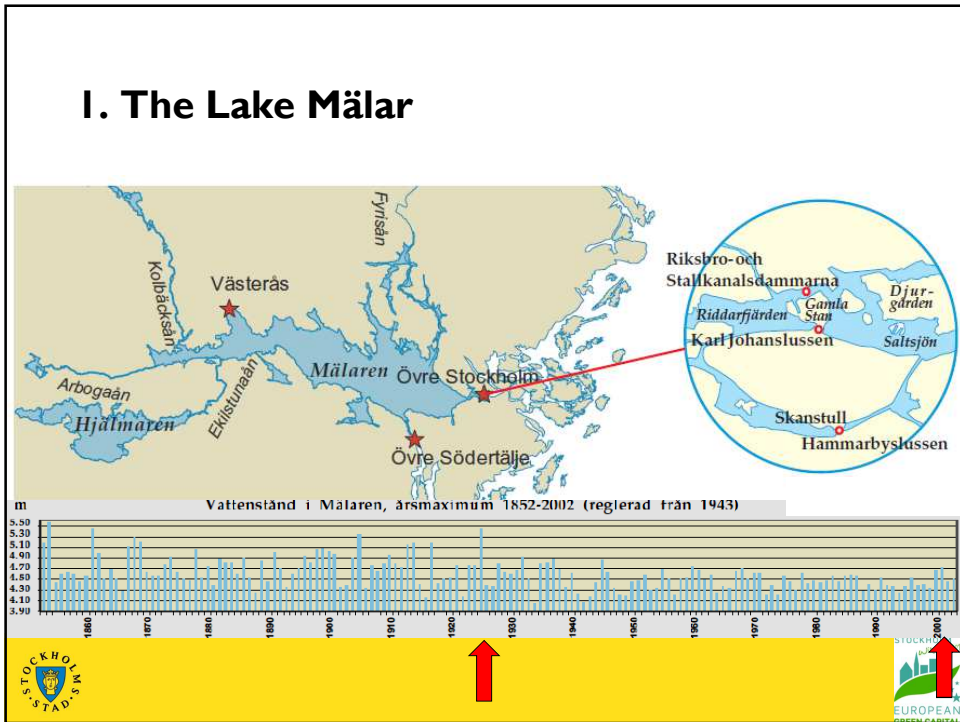 1. The Lake Mälar
Kolbäcksån
Fyrisån
Västerås
Mälaren
Övre Stockholm
Arbogaån
Hjälmaren
Ekilstunaån
Övre Södertälje
Riksbro- och
Stallkanalsdammarna
Djur-
gården
Gamla
Stan
Riddarfjärden
Karl Johanslussen
Saltsjön
Skanstull
Hammarbyslussen
m Vattenstånd i Mälaren, årsmaximum 1852-2002 (reglerad från 1943)
5.50
5.30
5.10
4.90
4.70
4.50
4.30
4.10
3.90
1860 1870 1880 1890 1900 1910 1920 1930 1940 1950 1960 1970 1980 1990 2000
STOCKHOLMS
STAD
STOCKHOLM
EUROPEAN
GREEN CAPITAL